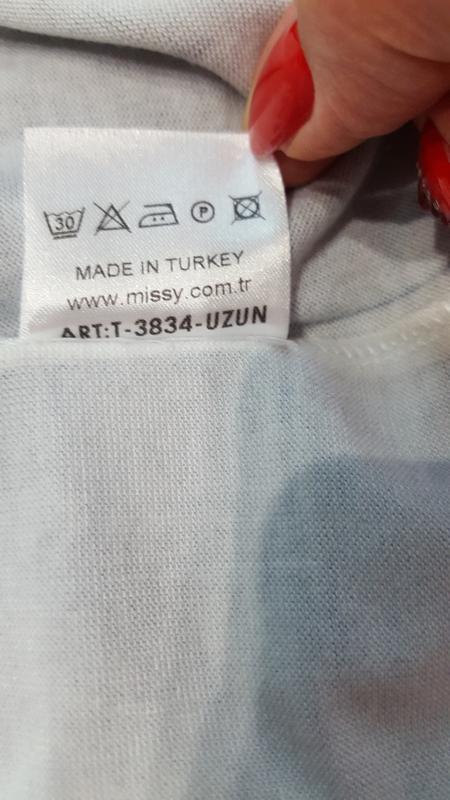 30 P
MADE IN TURKEY
www.missy.com.tr
ART:T-3834-UZUN